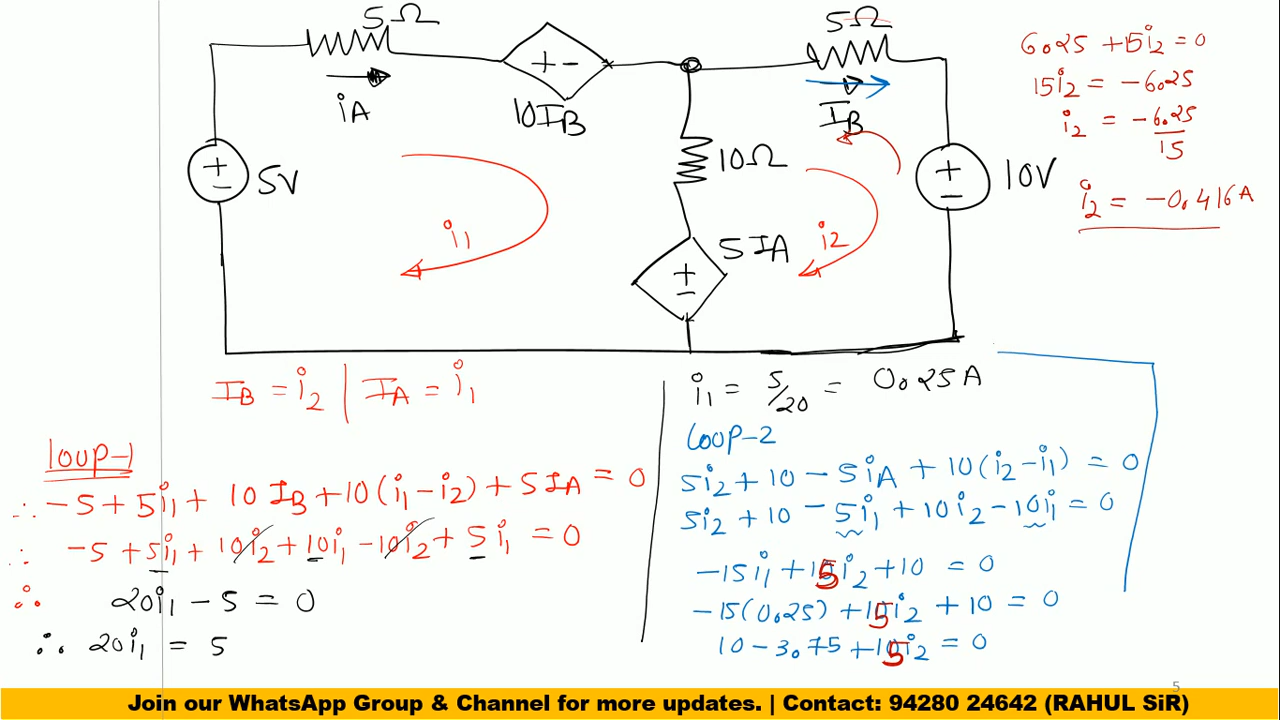 5Ω
iA
+ -
10IB
5Ω
IB
+
-
5V
10Ω
+
-
10V
5IA
+
-
i1
i2
6.25 + 15i2 = 0
15i2 = -6.25
i2 = -6.25/15
i2 = -0.416A
IB = i2 | IA = i1
Loop-1
∴ -5 + 5i1 + 10IB + 10(i1 - i2) + 5IA = 0
∴ -5 + 5i1 + 10i2 + 10i1 - 10i2 + 5i1 = 0
∴ 20i1 - 5 = 0
∴ 20i1 = 5
i1 = 5/20 = 0.25A
Loop-2
5i2 + 10 - 5iA + 10(i2 - i1) = 0
5i2 + 10 - 5i1 + 10i2 - 10i1 = 0
-15i1 + 15i2 + 10 = 0
-15(0.25) + 15i2 + 10 = 0
10 - 3.75 + 15i2 = 0
5
Join our WhatsApp Group & Channel for more updates. | Contact: 94280 24642 (RAHUL SiR)